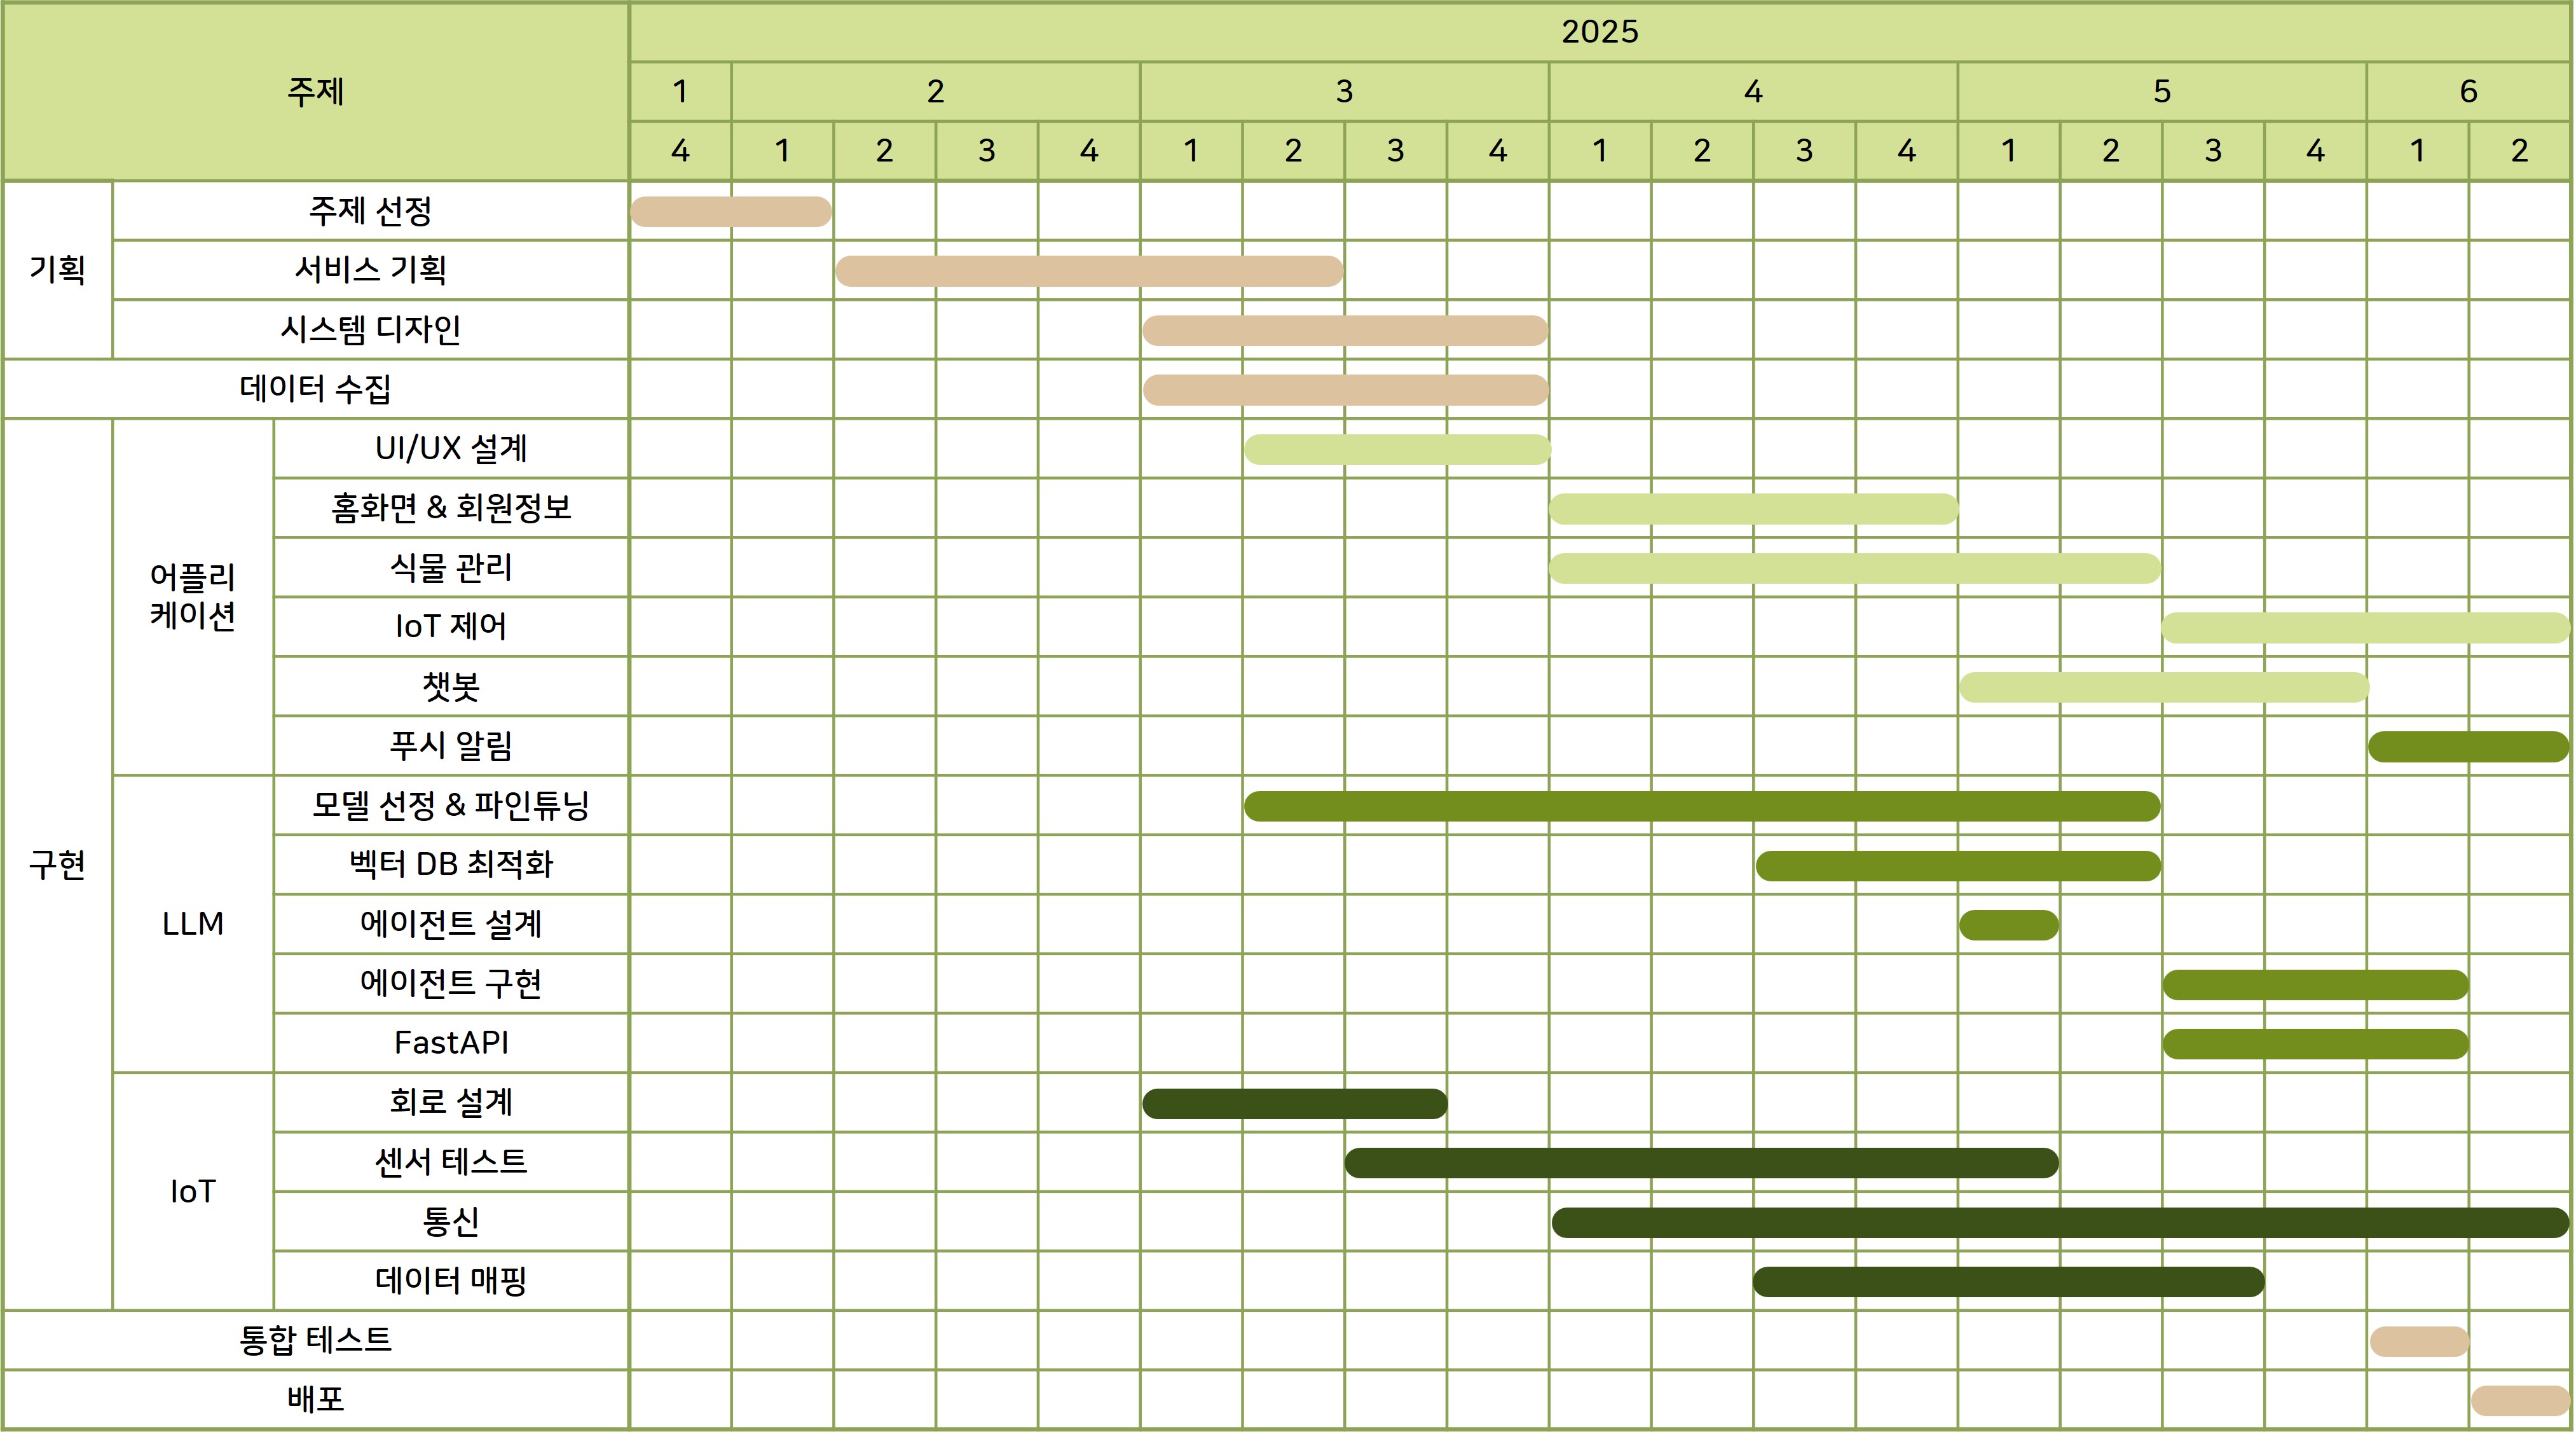 주제
2025
1 2 3 4 5 6
4 1 2 3 4 1 2 3 4 1 2 3 4 1 2 3 4 1 2
기획
주제 선정
서비스 기획
시스템 디자인
데이터 수집
구현
어플리
케이션
UI/UX 설계
홈화면 & 회원정보
식물 관리
IoT 제어
챗봇
푸시 알림
LLM
모델 선정 & 파인튜닝
벡터 DB 최적화
에이전트 설계
에이전트 구현
FastAPI
IoT
회로 설계
센서 테스트
통신
데이터 매핑
통합 테스트
배포